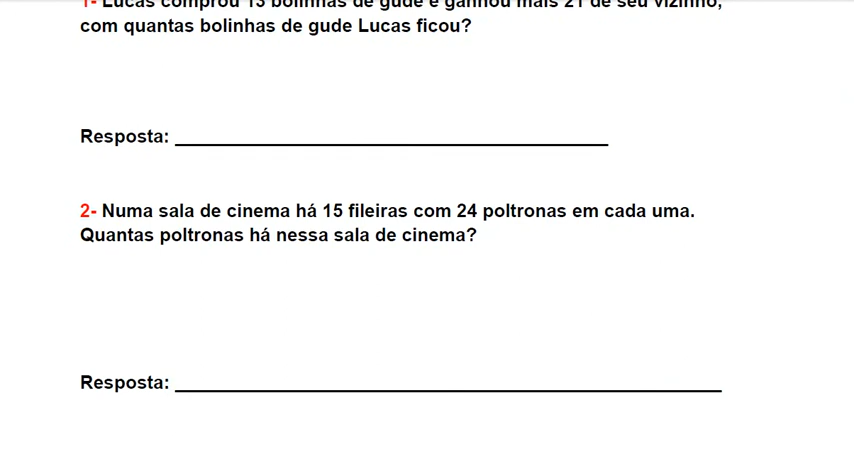 1- Lucas comprou 13 bolinhas de gude e ganhou mais 21 de seu vizinho,
com quantas bolinhas de gude Lucas ficou?
Resposta: ________________________________________
2- Numa sala de cinema há 15 fileiras com 24 poltronas em cada uma.
Quantas poltronas há nessa sala de cinema?
Resposta: __________________________________________________